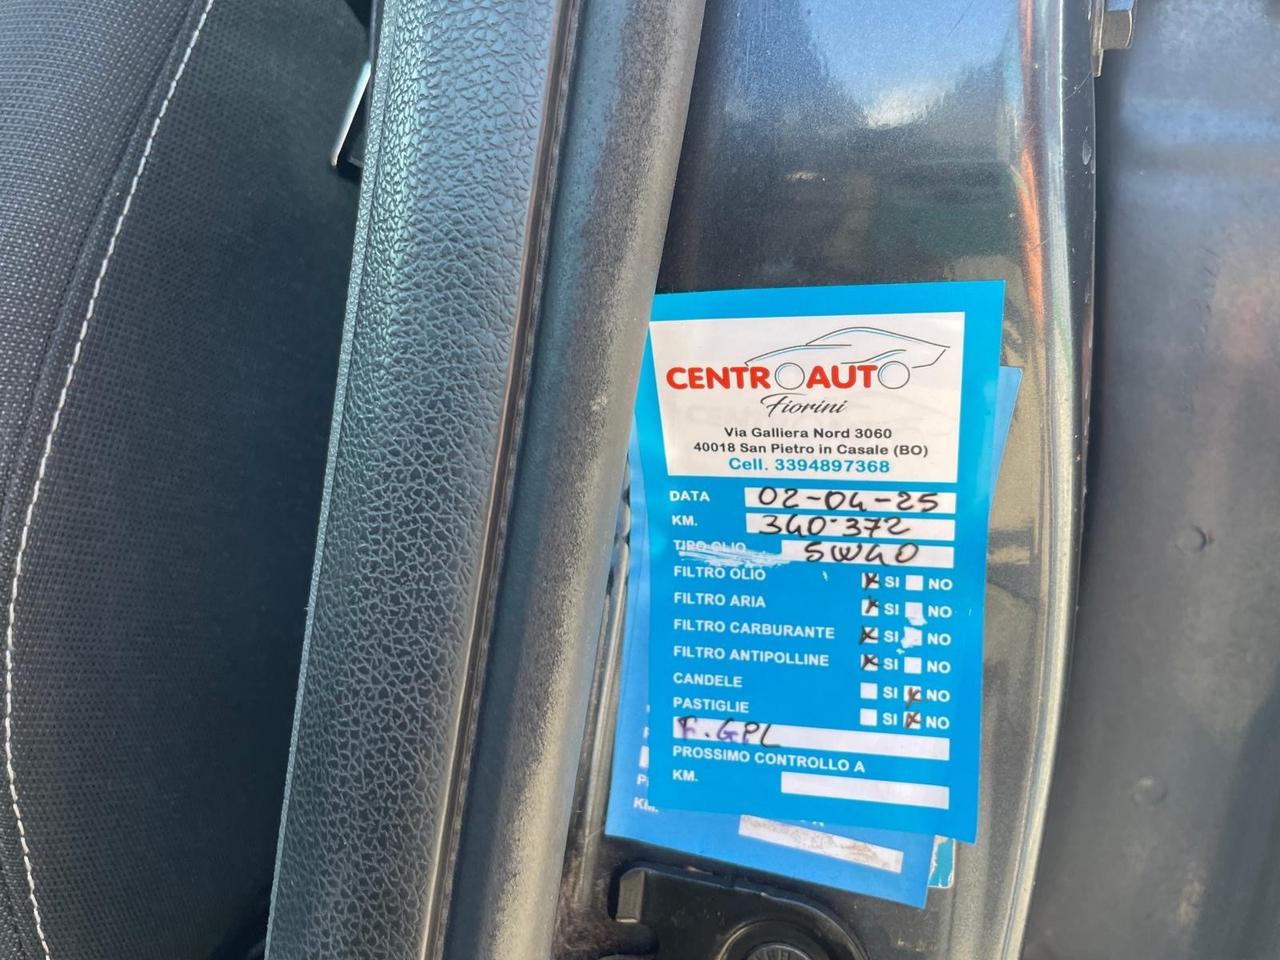 CENTROAUTO
Fiorini
Via Galliera Nord 3060
40018 San Pietro in Casale (BO)
Cell. 3394897368
DATA 02-04-25
KM. 340·372
TIPO OLIO 5W40
FILTRO OLIO SI NO
FILTRO ARIA SI NO
FILTRO CARBURANTE SI NO
FILTRO ANTIPOLLINE SI NO
CANDELE SI NO
PASTIGLIE SI NO
F. GPL
PROSSIMO CONTROLLO A
KM.
KM.